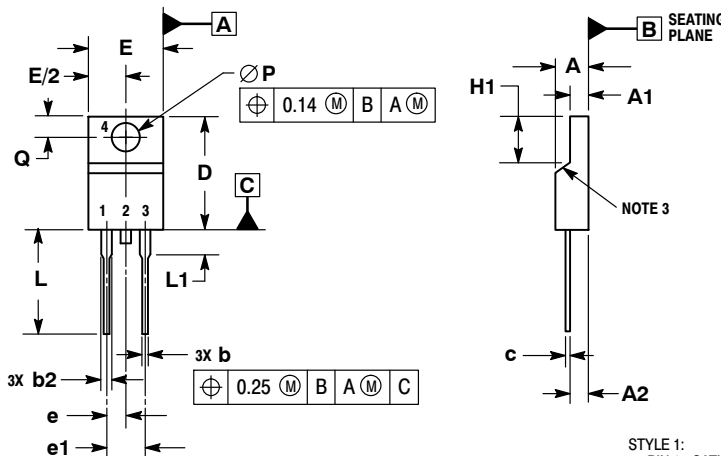 A
E
E/2
Ø P
⌖ 0.14 Ⓜ B A Ⓜ
4
Q
D
C
1 2 3
L
L1
3X b
3X b2
⌖ 0.25 Ⓜ B A Ⓜ C
e
e1
B SEATING
PLANE
A
H1
A1
NOTE 3
c
A2
STYLE 1: